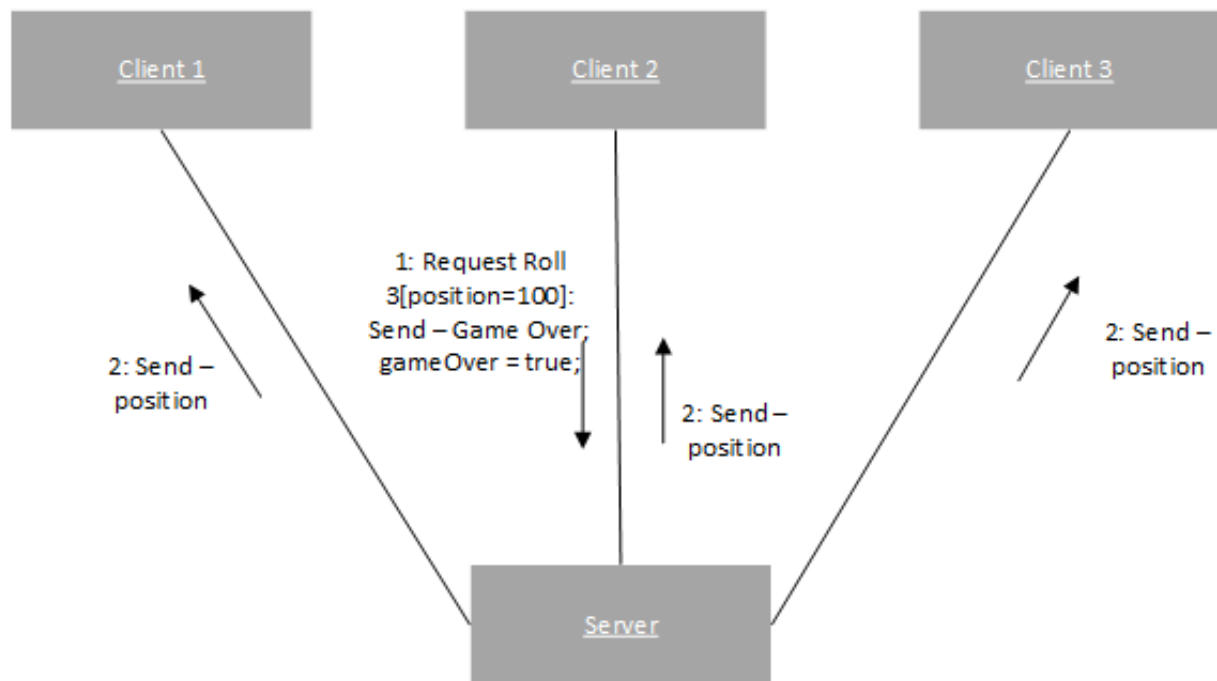 Client 1
Client 2
Client 3
1: Request Roll
3[position=100]:
Send – Game Over;
gameOver = true;
2: Send –
position
2: Send –
position
2: Send –
position
Server